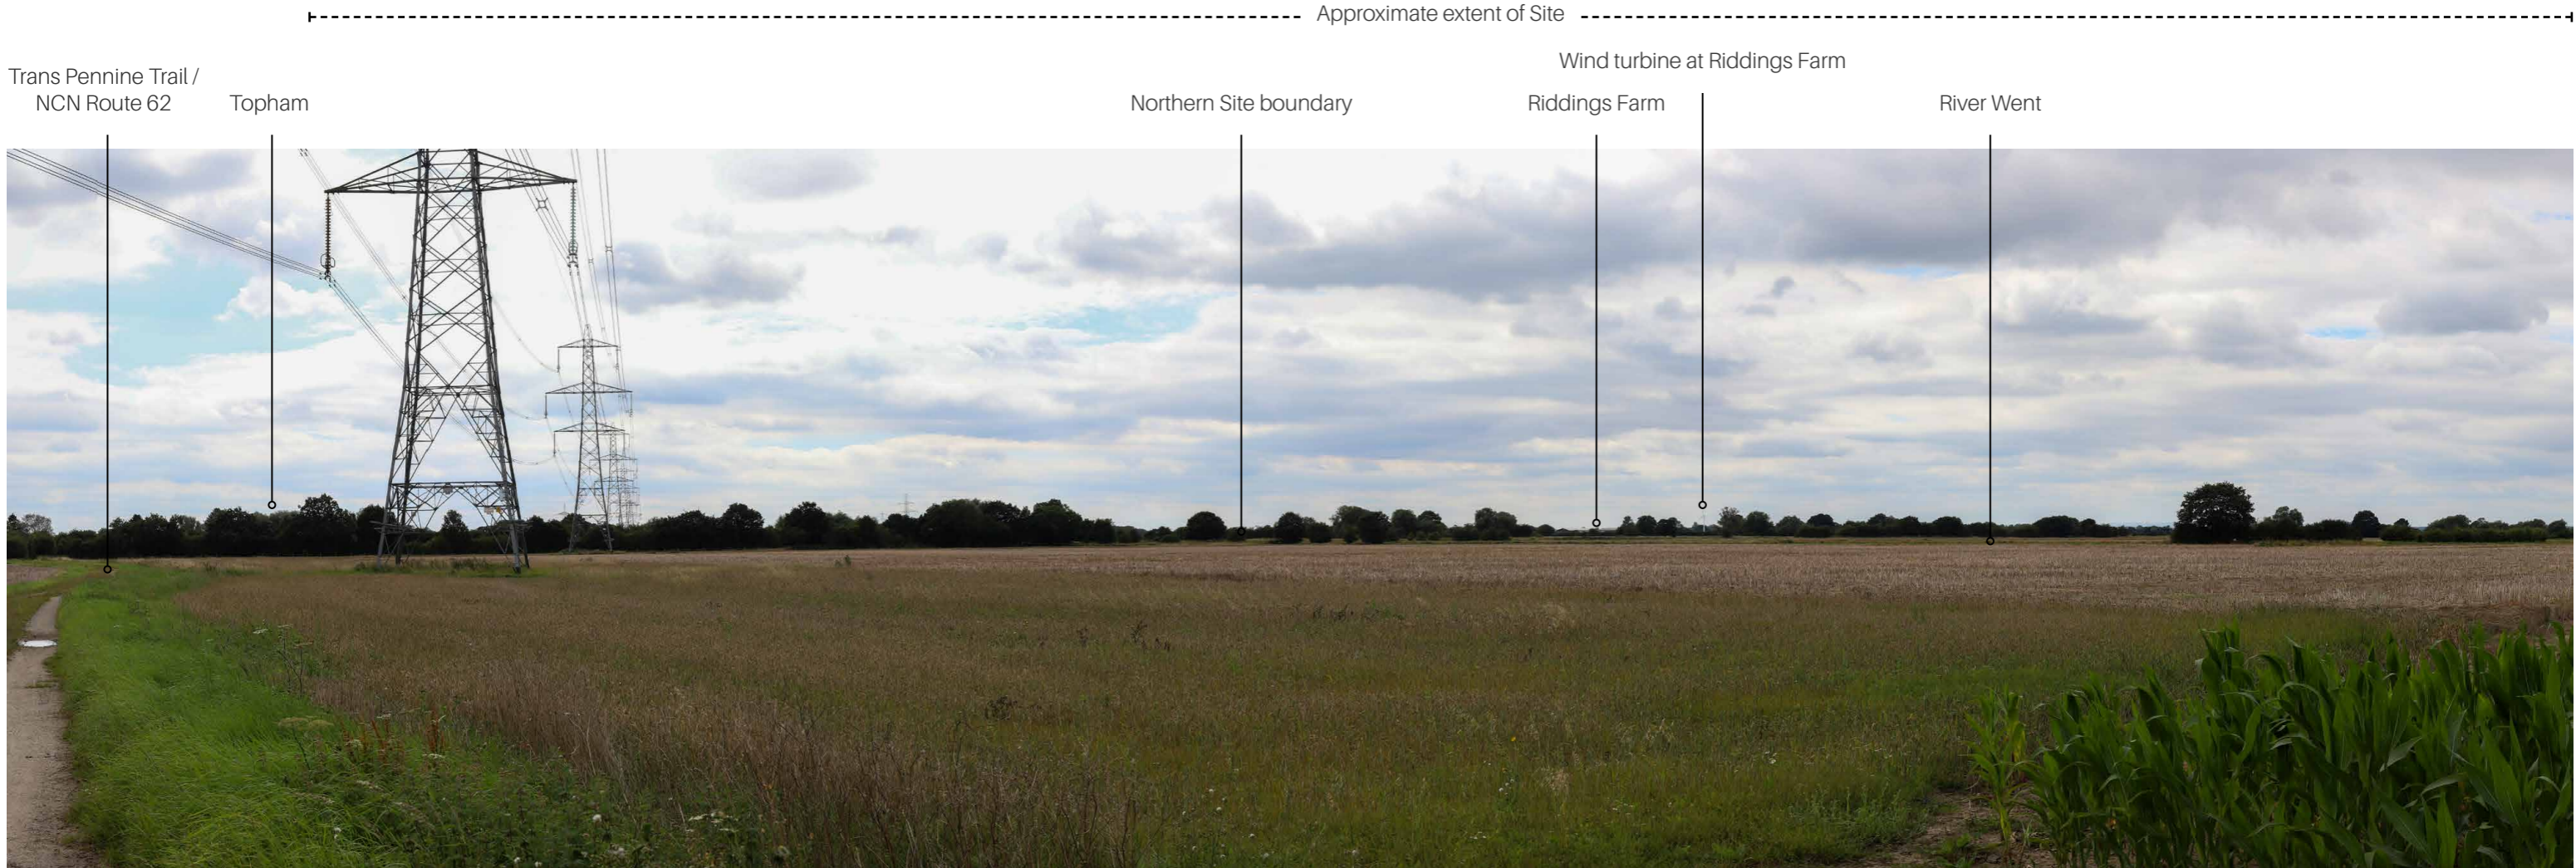 Approximate extent of Site
Wind turbine at Riddings Farm
Trans Pennine Trail /
NCN Route 62
Topham
Northern Site boundary
Riddings Farm
River Went